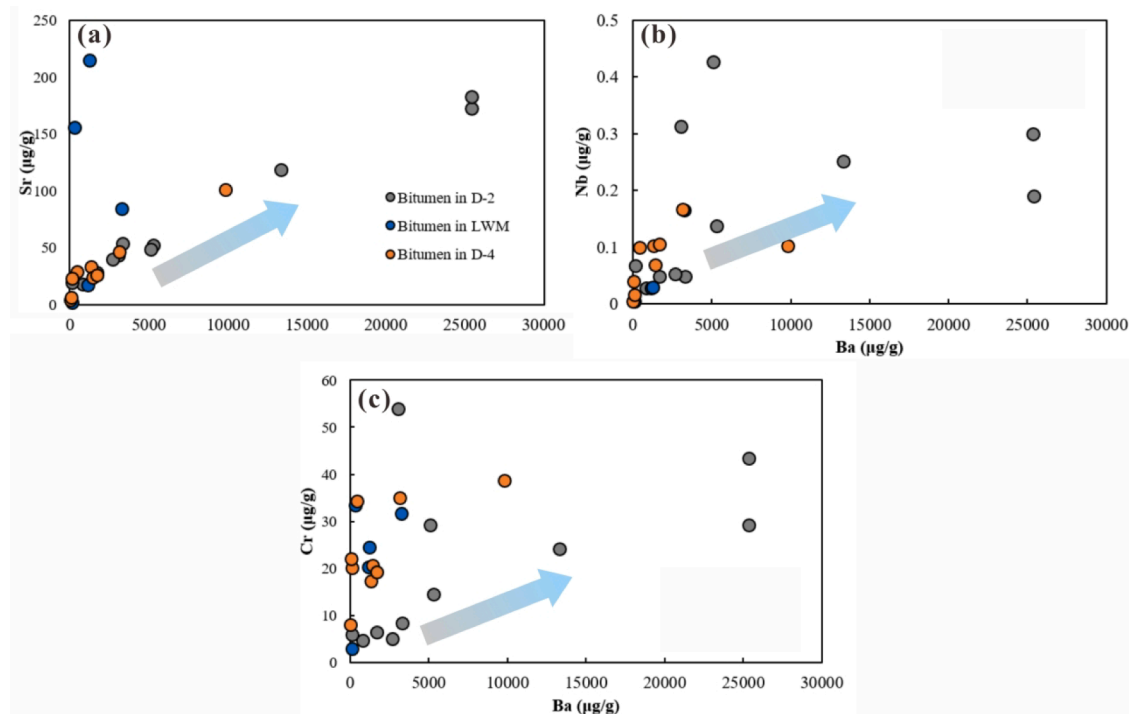 (a)
250
200
150
100
50
0
Sr (μg/g)
Bitumen in D-2
Bitumen in LWM
Bitumen in D-4
0 5000 10000 15000 20000 25000 30000
(b)
0.5
0.4
0.3
0.2
0.1
0
Nb (μg/g)
0 5000 10000 15000 20000 25000 30000
Ba (μg/g)
(c)
60
50
40
30
20
10
0
Cr (μg/g)
0 5000 10000 15000 20000 25000 30000
Ba (μg/g)